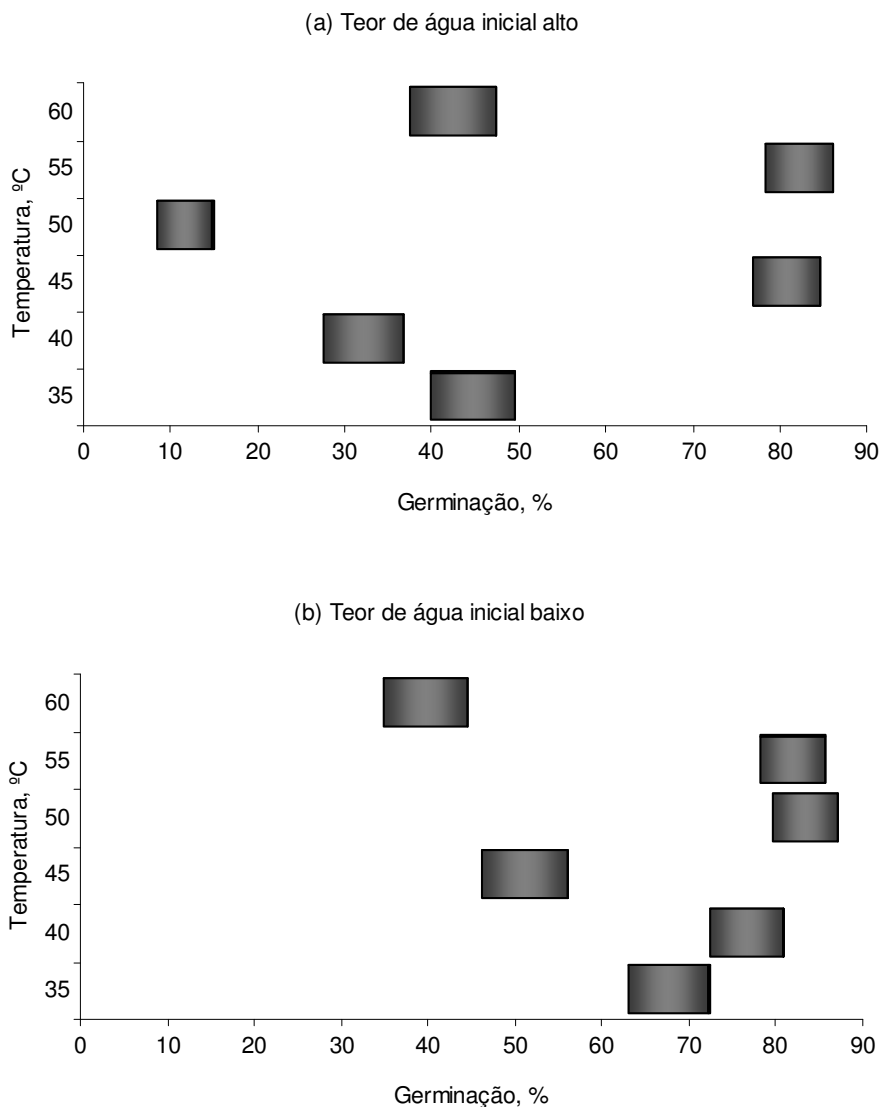 (a) Teor de água inicial alto
60
55
50
45
40
35
Temperatura, ºC
0 10 20 30 40 50 60 70 80 90
Germinação, %
(b) Teor de água inicial baixo
60
55
50
45
40
35
Temperatura, ºC
0 10 20 30 40 50 60 70 80 90
Germinação, %